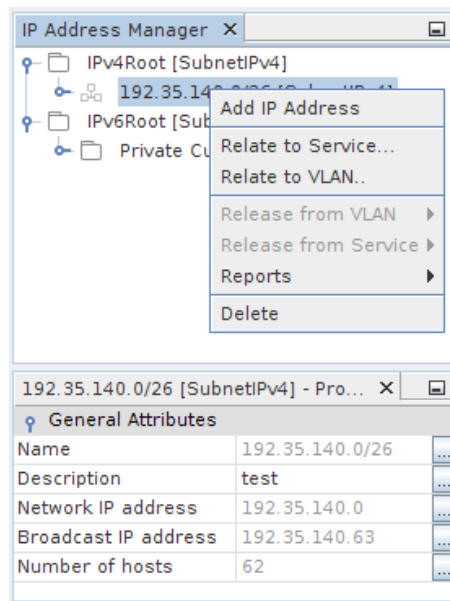 IP Address Manager
IPv4Root [SubnetIPv4]
192.35.140.0/26 [SubnetIPv4]
IPv6Root [Sub
Private Cu
Add IP Address
Relate to Service...
Relate to VLAN..
Release from VLAN
Release from Service
Reports
Delete
192.35.140.0/26 [SubnetIPv4] - Pro...
General Attributes
Name 192.35.140.0/26 ...
Description test ...
Network IP address 192.35.140.0 ...
Broadcast IP address 192.35.140.63 ...
Number of hosts 62 ...